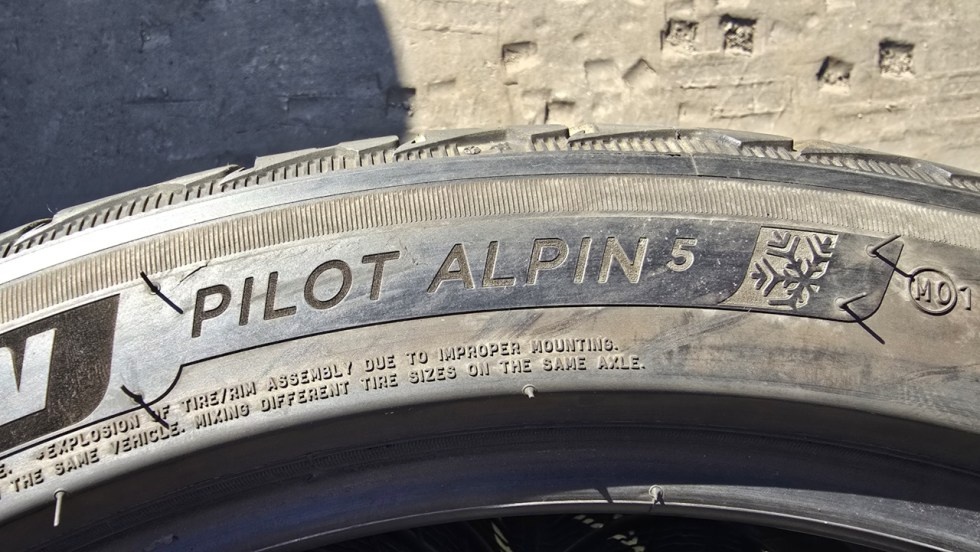 N
PILOT ALPIN 5
MO1
E. •EXPLOSION OF TIRE/RIM ASSEMBLY DUE TO IMPROPER MOUNTING.
THE SAME VEHICLE. MIXING DIFFERENT TIRE SIZES ON THE SAME AXLE.